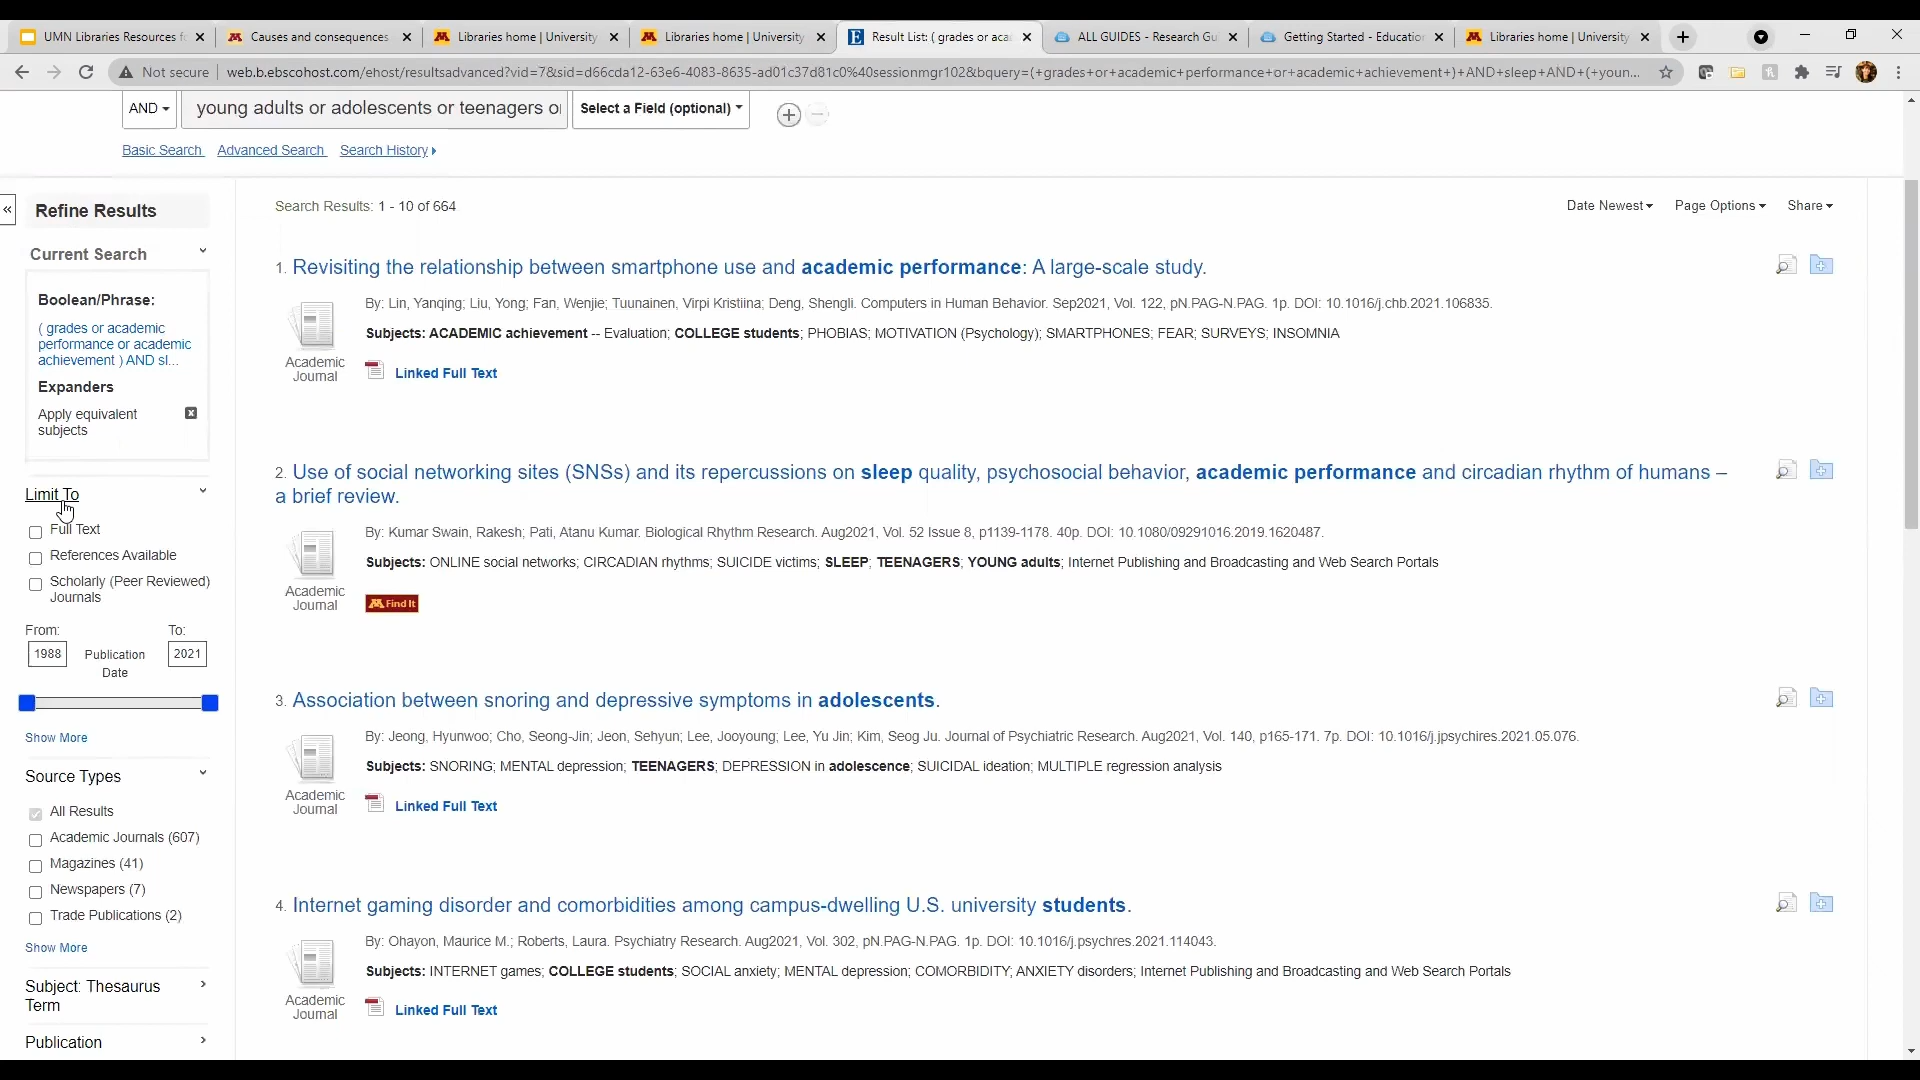 UMN Libraries Resources f
Causes and consequences
Libraries home | University
Libraries home | University
Result List: ( grades or aca
ALL GUIDES - Research Gu
Getting Started - Education
Libraries home | University
Not secure | web.b.ebscohost.com/ehost/resultsadvanced?vid=7&sid=d66cda12-63e6-4083-8635-ad01c37d81c0%40sessionmgr102&bquery=(+grades+or+academic+performance+or+academic+achievement+)+AND+sleep+AND+(+youn...
AND
young adults or adolescents or teenagers o
Select a Field (optional)
Basic Search
Advanced Search
Search History
Refine Results
Current Search
Boolean/Phrase:
( grades or academic
performance or academic
achievement ) AND sl...
Expanders
Apply equivalent
subjects
Limit To
Full Text
References Available
Scholarly (Peer Reviewed)
Journals
From:
To:
1988
Publication
Date
2021
Show More
Source Types
All Results
Academic Journals (607)
Magazines (41)
Newspapers (7)
Trade Publications (2)
Show More
Subject: Thesaurus
Term
Publication
Search Results: 1 - 10 of 664
Date Newest
Page Options
Share
1. Revisiting the relationship between smartphone use and academic performance: A large-scale study.
By: Lin, Yanqing; Liu, Yong; Fan, Wenjie; Tuunainen, Virpi Kristiina; Deng, Shengli. Computers in Human Behavior. Sep2021, Vol. 122, pN.PAG-N.PAG. 1p. DOI: 10.1016/j.chb.2021.106835.
Subjects: ACADEMIC achievement -- Evaluation; COLLEGE students; PHOBIAS; MOTIVATION (Psychology); SMARTPHONES; FEAR; SURVEYS; INSOMNIA
Academic
Journal
Linked Full Text
2. Use of social networking sites (SNSs) and its repercussions on sleep quality, psychosocial behavior, academic performance and circadian rhythm of humans –
a brief review.
By: Kumar Swain, Rakesh; Pati, Atanu Kumar. Biological Rhythm Research. Aug2021, Vol. 52 Issue 8, p1139-1178. 40p. DOI: 10.1080/09291016.2019.1620487.
Subjects: ONLINE social networks; CIRCADIAN rhythms; SUICIDE victims; SLEEP; TEENAGERS; YOUNG adults; Internet Publishing and Broadcasting and Web Search Portals
Academic
Journal
M Find It
3. Association between snoring and depressive symptoms in adolescents.
By: Jeong, Hyunwoo; Cho, Seong-Jin; Jeon, Sehyun; Lee, Jooyoung; Lee, Yu Jin; Kim, Seog Ju. Journal of Psychiatric Research. Aug2021, Vol. 140, p165-171. 7p. DOI: 10.1016/j.jpsychires.2021.05.076.
Subjects: SNORING; MENTAL depression; TEENAGERS; DEPRESSION in adolescence; SUICIDAL ideation; MULTIPLE regression analysis
Academic
Journal
Linked Full Text
4. Internet gaming disorder and comorbidities among campus-dwelling U.S. university students.
By: Ohayon, Maurice M.; Roberts, Laura. Psychiatry Research. Aug2021, Vol. 302, pN.PAG-N.PAG. 1p. DOI: 10.1016/j.psychres.2021.114043.
Subjects: INTERNET games; COLLEGE students; SOCIAL anxiety; MENTAL depression; COMORBIDITY; ANXIETY disorders; Internet Publishing and Broadcasting and Web Search Portals
Academic
Journal
Linked Full Text